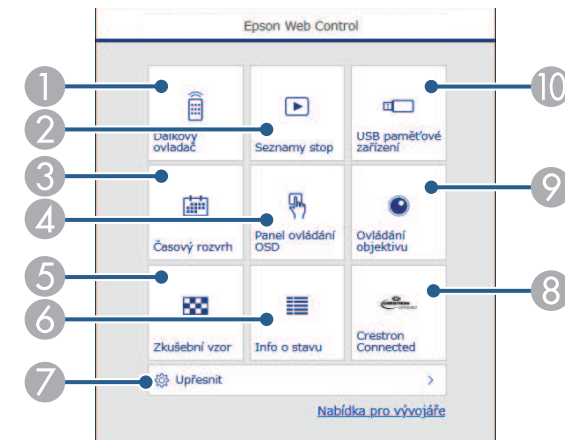 Epson Web Control
1
2
3
4
5
6
7
8
9
10
Dálkový
ovladač
Seznamy stop
USB paměťové
zařízení
Časový rozvrh
Panel ovládání
OSD
Ovládání
objektivu
Zkušební vzor
Info o stavu
CRESTRON
Crestron
Connected
Upřesnit
Nabídka pro vývojáře